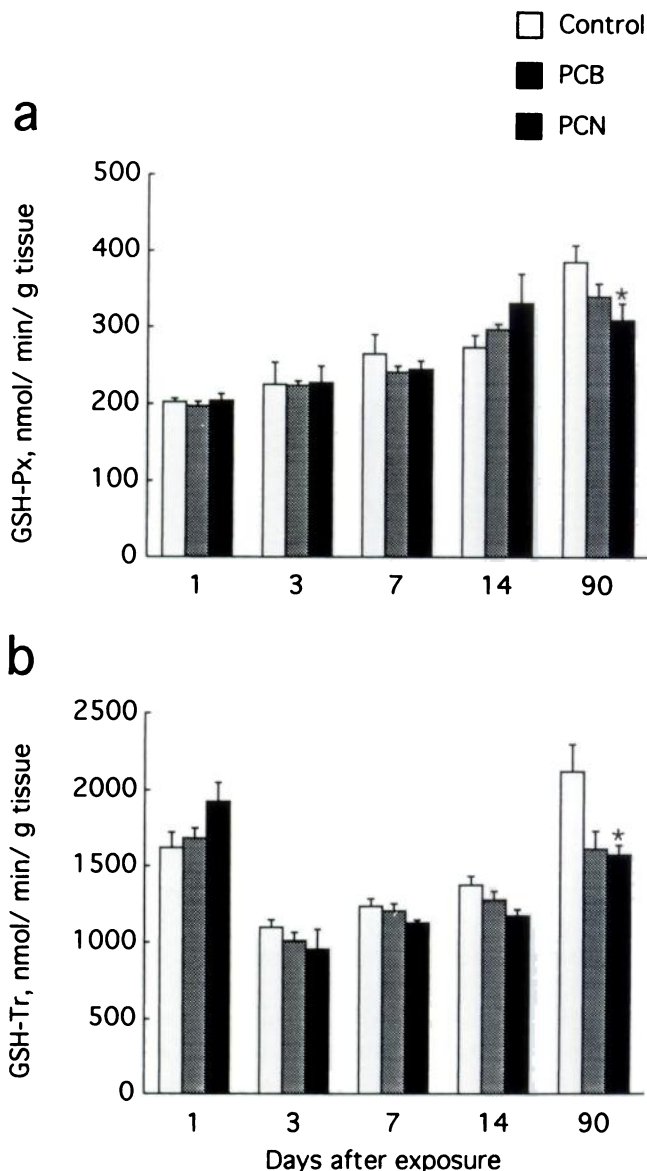 Control
PCB
PCN
a
GSH-Px, nmol/ min/ g tissue
500
400
300
200
100
0
*
1 3 7 14 90
b
GSH-Tr, nmol/ min/ g tissue
2500
2000
1500
1000
500
0
*
1 3 7 14 90
Days after exposure